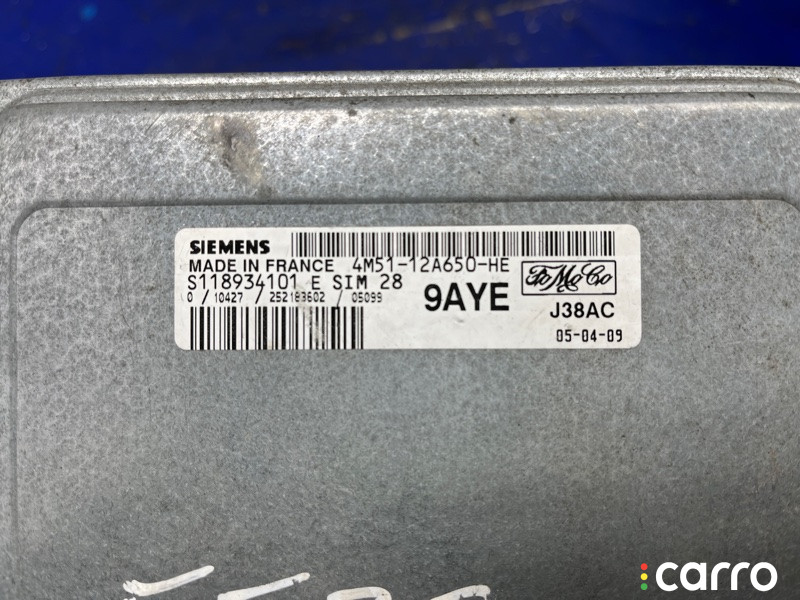 SIEMENS
MADE IN FRANCE 4M51-12A650-HE
S118934101 E SIM 28
0 / 10427 / 252183602 / 05099
9AYE
FoMoCo
J38AC
05-04-09
carro